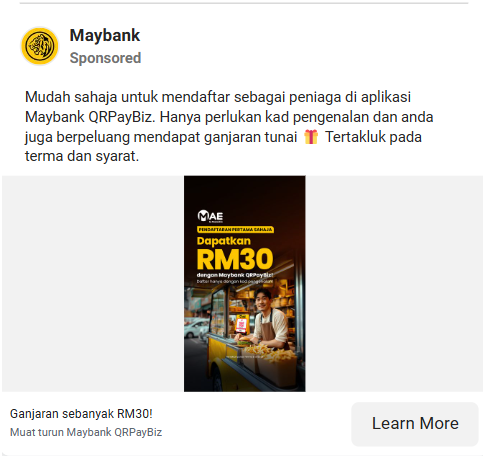 Maybank
Sponsored
Mudah sahaja untuk mendaftar sebagai peniaga di aplikasi
Maybank QRPayBiz. Hanya perlukan kad pengenalan dan anda
juga berpeluang mendapat ganjaran tunai 🎁 Tertakluk pada
terma dan syarat.
MAE
PENDAFTARAN PERTAMA SAHAJA
Dapatkan
RM30
dengan Maybank QRPayBiz!
Daftar hanya dengan kad pengenalan!
Ganjaran sebanyak RM30!
Muat turun Maybank QRPayBiz
Learn More